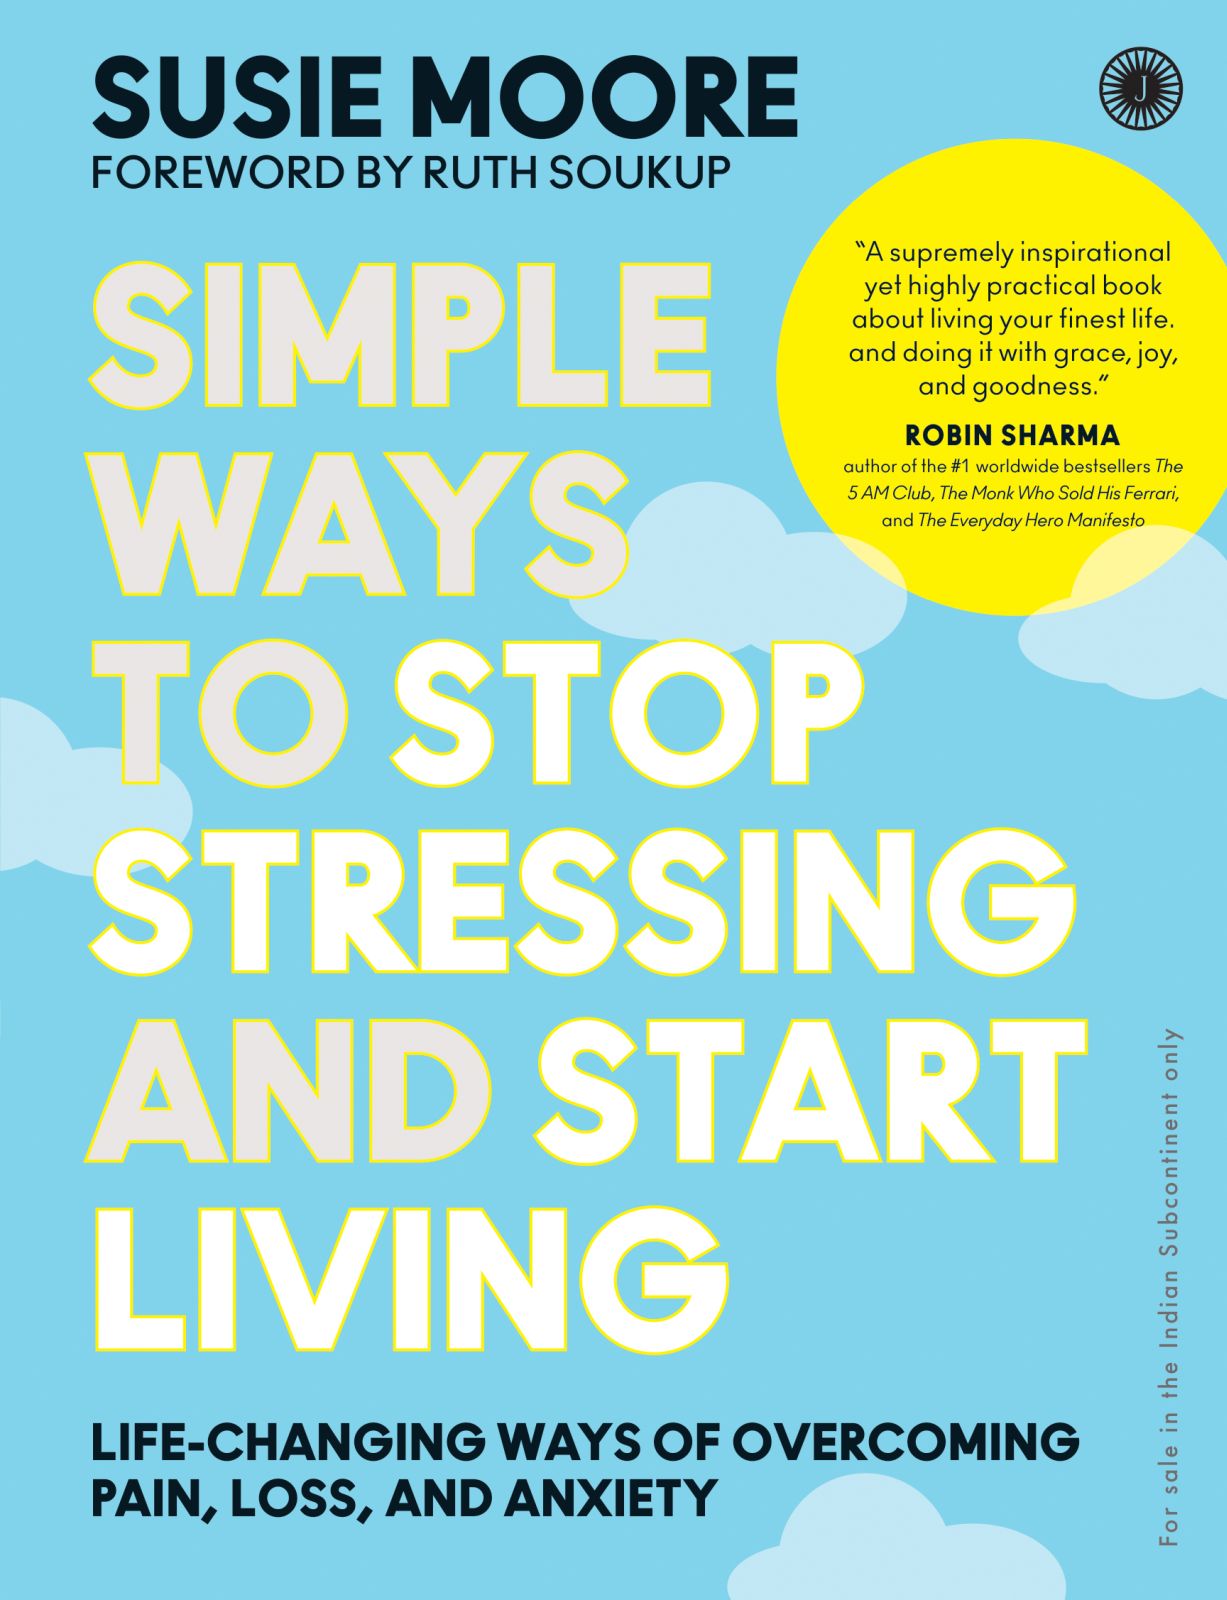 SUSIE MOORE
FOREWORD BY RUTH SOUKUP
J
“A supremely inspirational
yet highly practical book
about living your finest life.
and doing it with grace, joy,
and goodness.”
ROBIN SHARMA
author of the #1 worldwide bestsellers The
5 AM Club, The Monk Who Sold His Ferrari,
and The Everyday Hero Manifesto
SIMPLE
WAYS
TO STOP
STRESSING
AND START
LIVING
LIFE-CHANGING WAYS OF OVERCOMING
PAIN, LOSS, AND ANXIETY
For sale in the Indian Subcontinent only